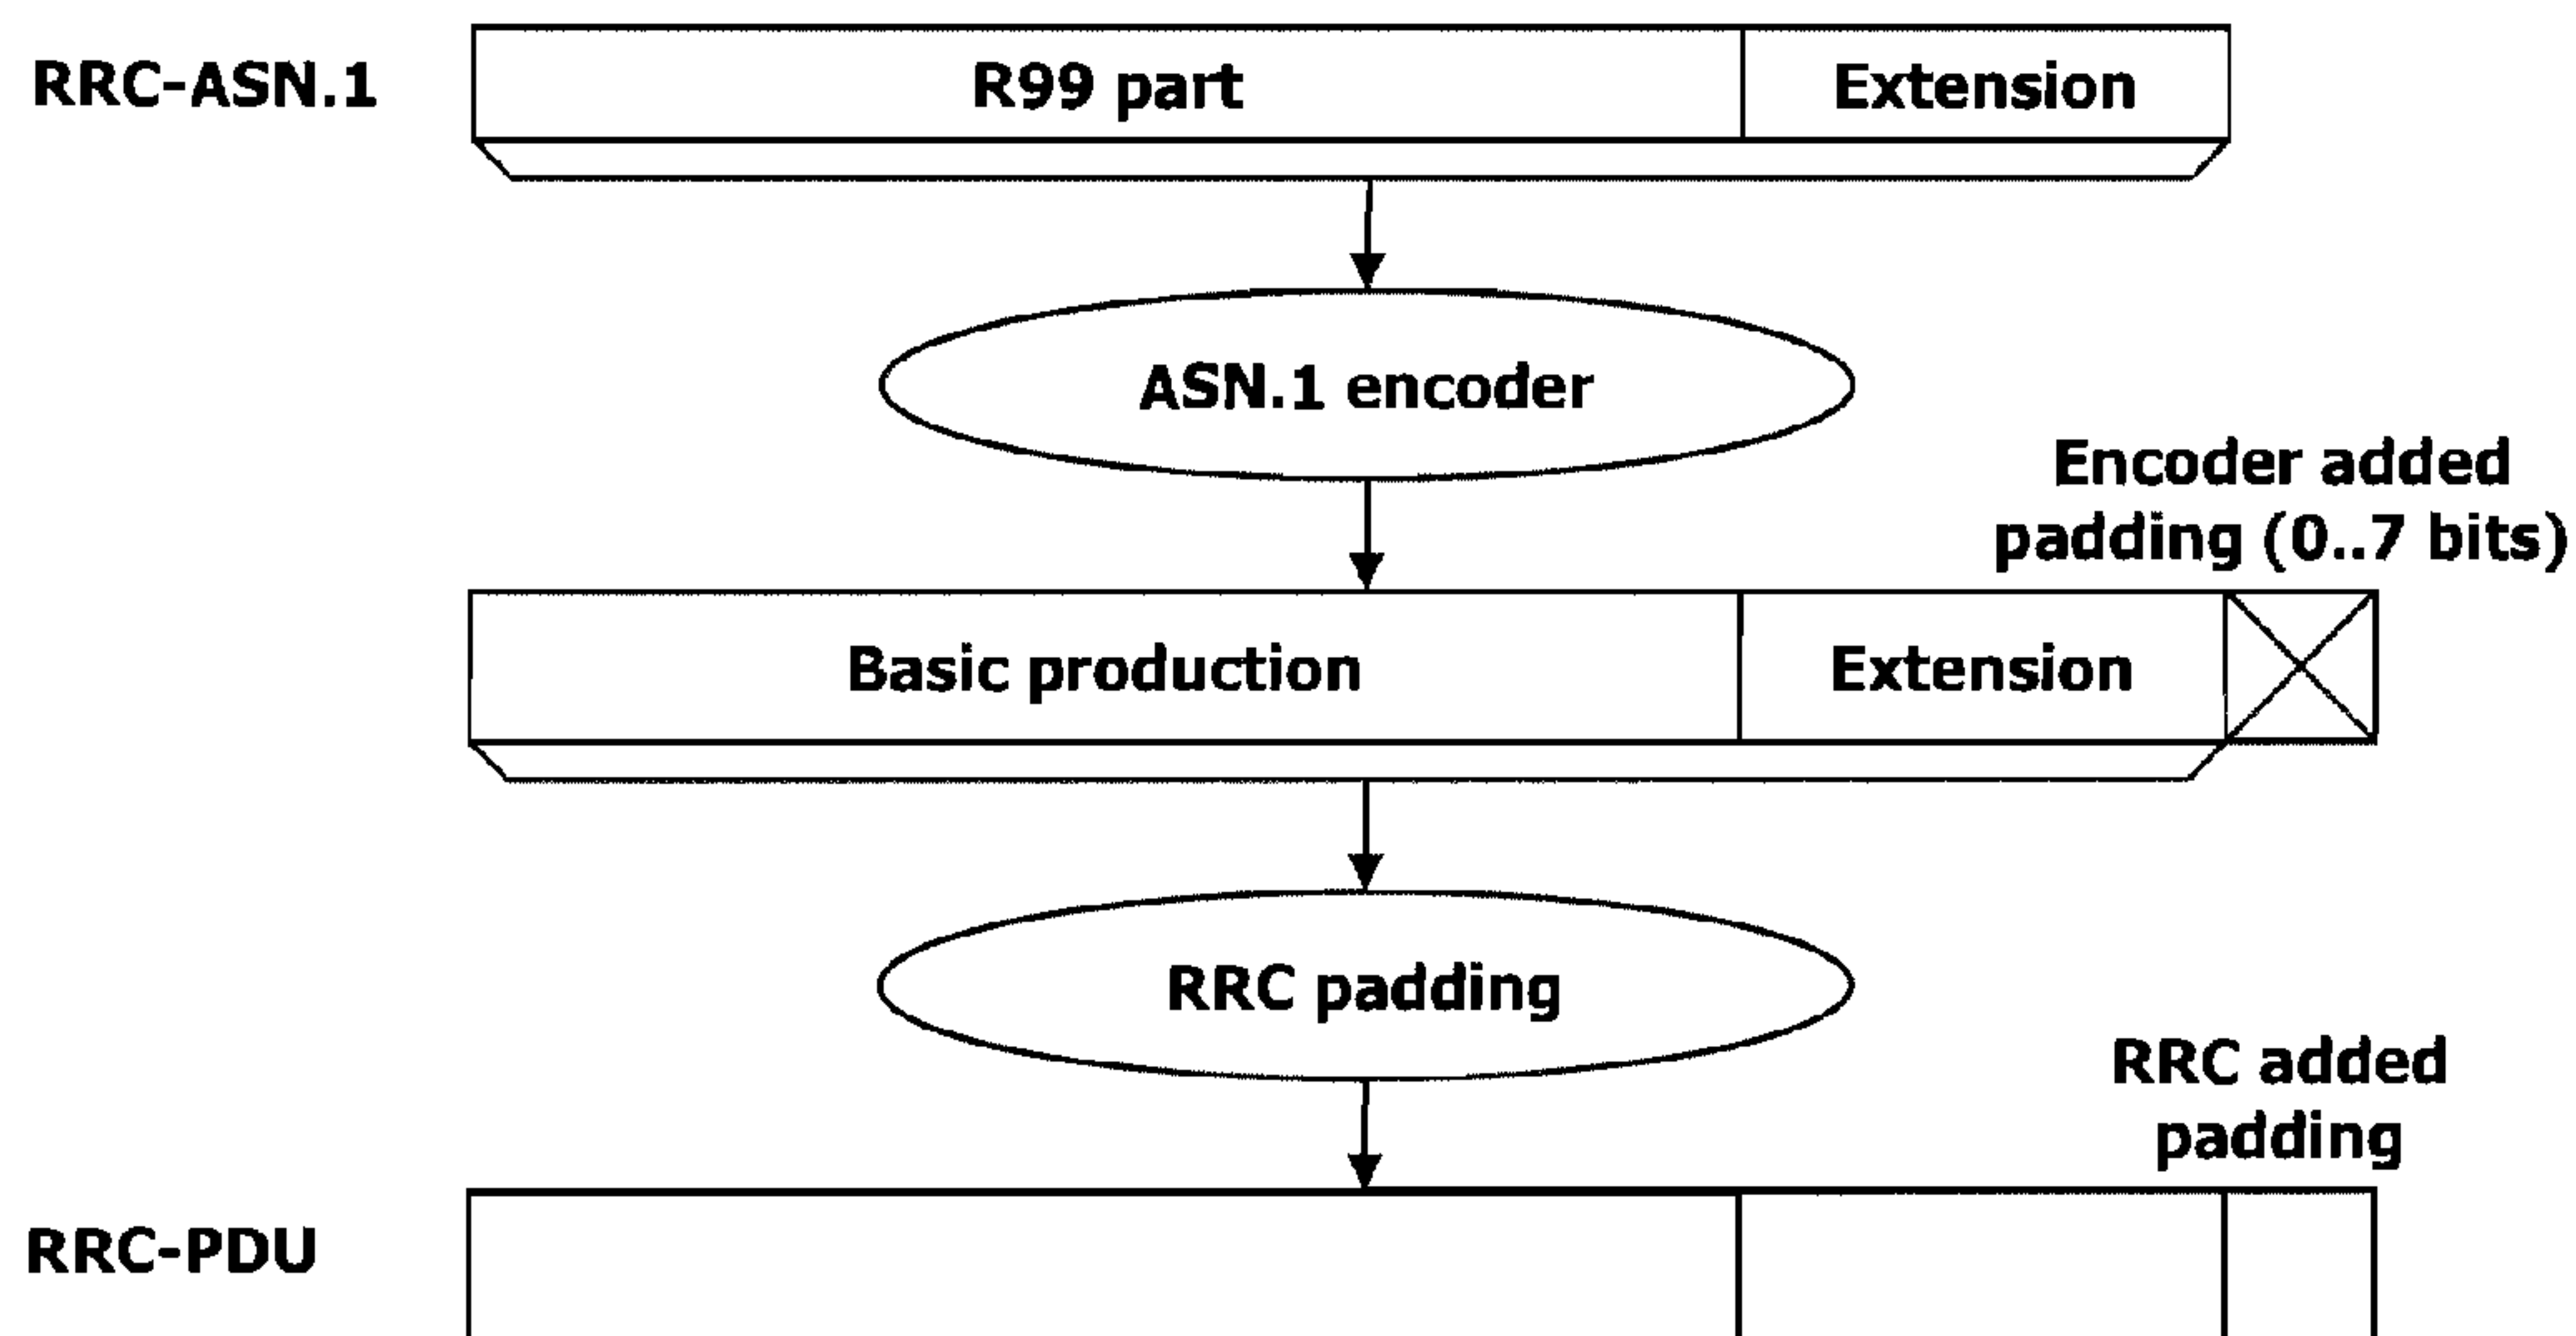 RRC-ASN.1
R99 part
Extension
ASN.1 encoder
Encoder added
padding (0..7 bits)
Basic production
Extension
RRC padding
RRC added
padding
RRC-PDU